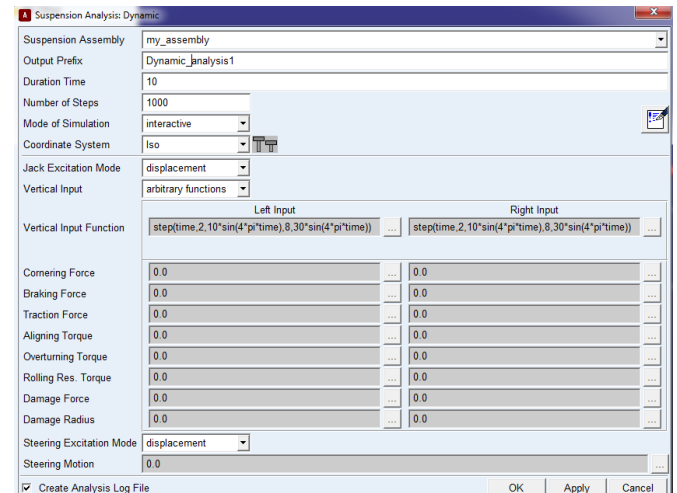 Suspension Analysis: Dynamic
Suspension Assembly my_assembly
Output Prefix Dynamic_analysis1
Duration Time 10
Number of Steps 1000
Mode of Simulation interactive
Coordinate System Iso
Jack Excitation Mode displacement
Vertical Input arbitrary functions
Left Input Right Input
Vertical Input Function step(time,2,10*sin(4*pi*time),8,30*sin(4*pi*time)) ... step(time,2,10*sin(4*pi*time),8,30*sin(4*pi*time)) ...
Cornering Force 0.0 ... 0.0 ...
Braking Force 0.0 ... 0.0 ...
Traction Force 0.0 ... 0.0 ...
Aligning Torque 0.0 ... 0.0 ...
Overturning Torque 0.0 ... 0.0 ...
Rolling Res. Torque 0.0 ... 0.0 ...
Damage Force 0.0 ... 0.0 ...
Damage Radius 0.0 ... 0.0 ...
Steering Excitation Mode displacement
Steering Motion 0.0 ...
Create Analysis Log File OK Apply Cancel